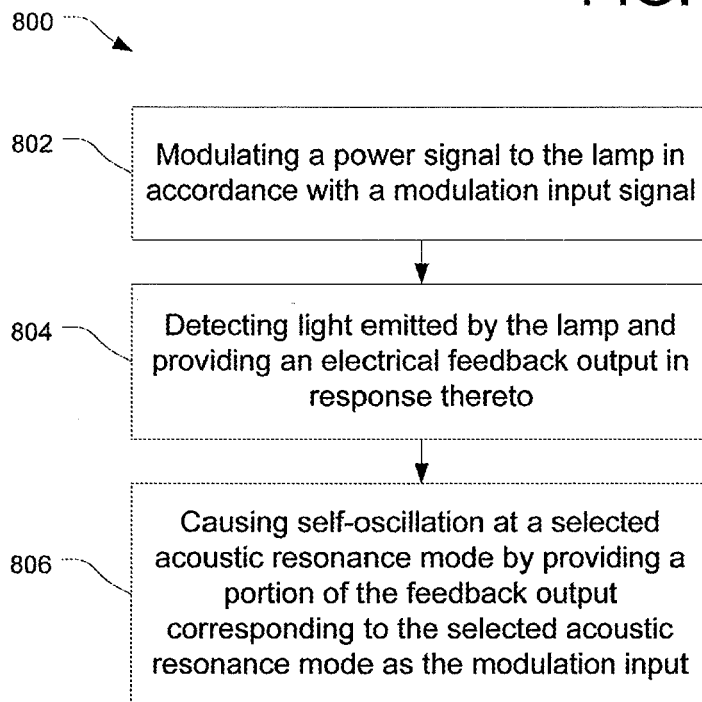 800
802
Modulating a power signal to the lamp in
accordance with a modulation input signal
804
Detecting light emitted by the lamp and
providing an electrical feedback output in
response thereto
806
Causing self-oscillation at a selected
acoustic resonance mode by providing a
portion of the feedback output
corresponding to the selected acoustic
resonance mode as the modulation input